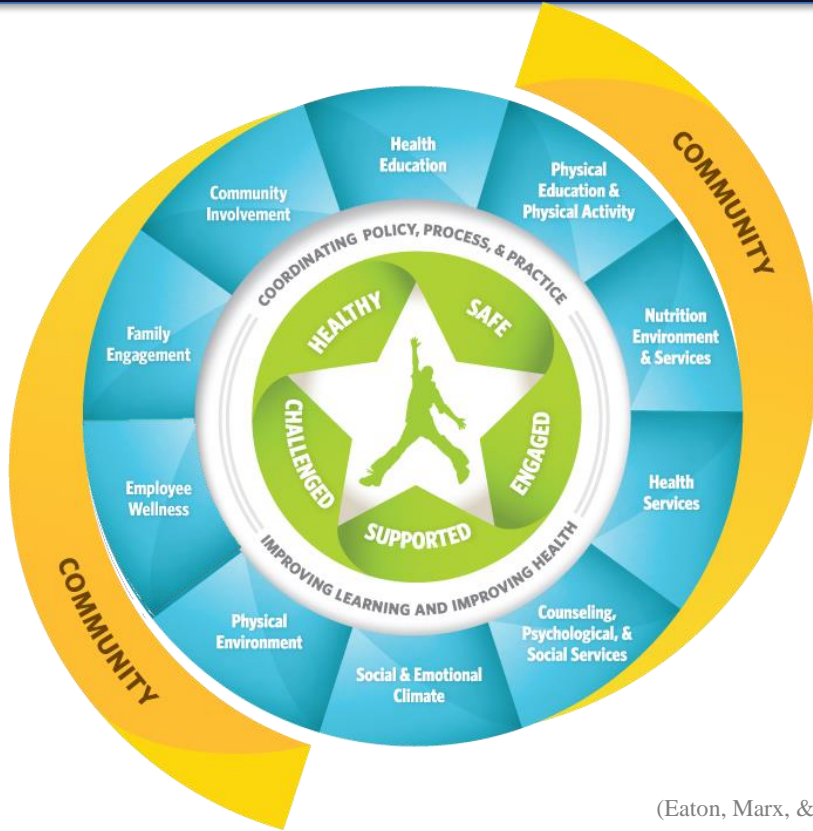 COMMUNITY
Health
Education
Physical
Education &
Physical Activity
Nutrition
Environment
& Services
Health
Services
Counseling,
Psychological, &
Social Services
Social & Emotional
Climate
Physical
Environment
Employee
Wellness
Family
Engagement
Community
Involvement
COORDINATING POLICY, PROCESS, & PRACTICE
IMPROVING LEARNING AND IMPROVING HEALTH
HEALTHY
SAFE
ENGAGED
SUPPORTED
CHALLENGED
COMMUNITY
(Eaton, Marx, &